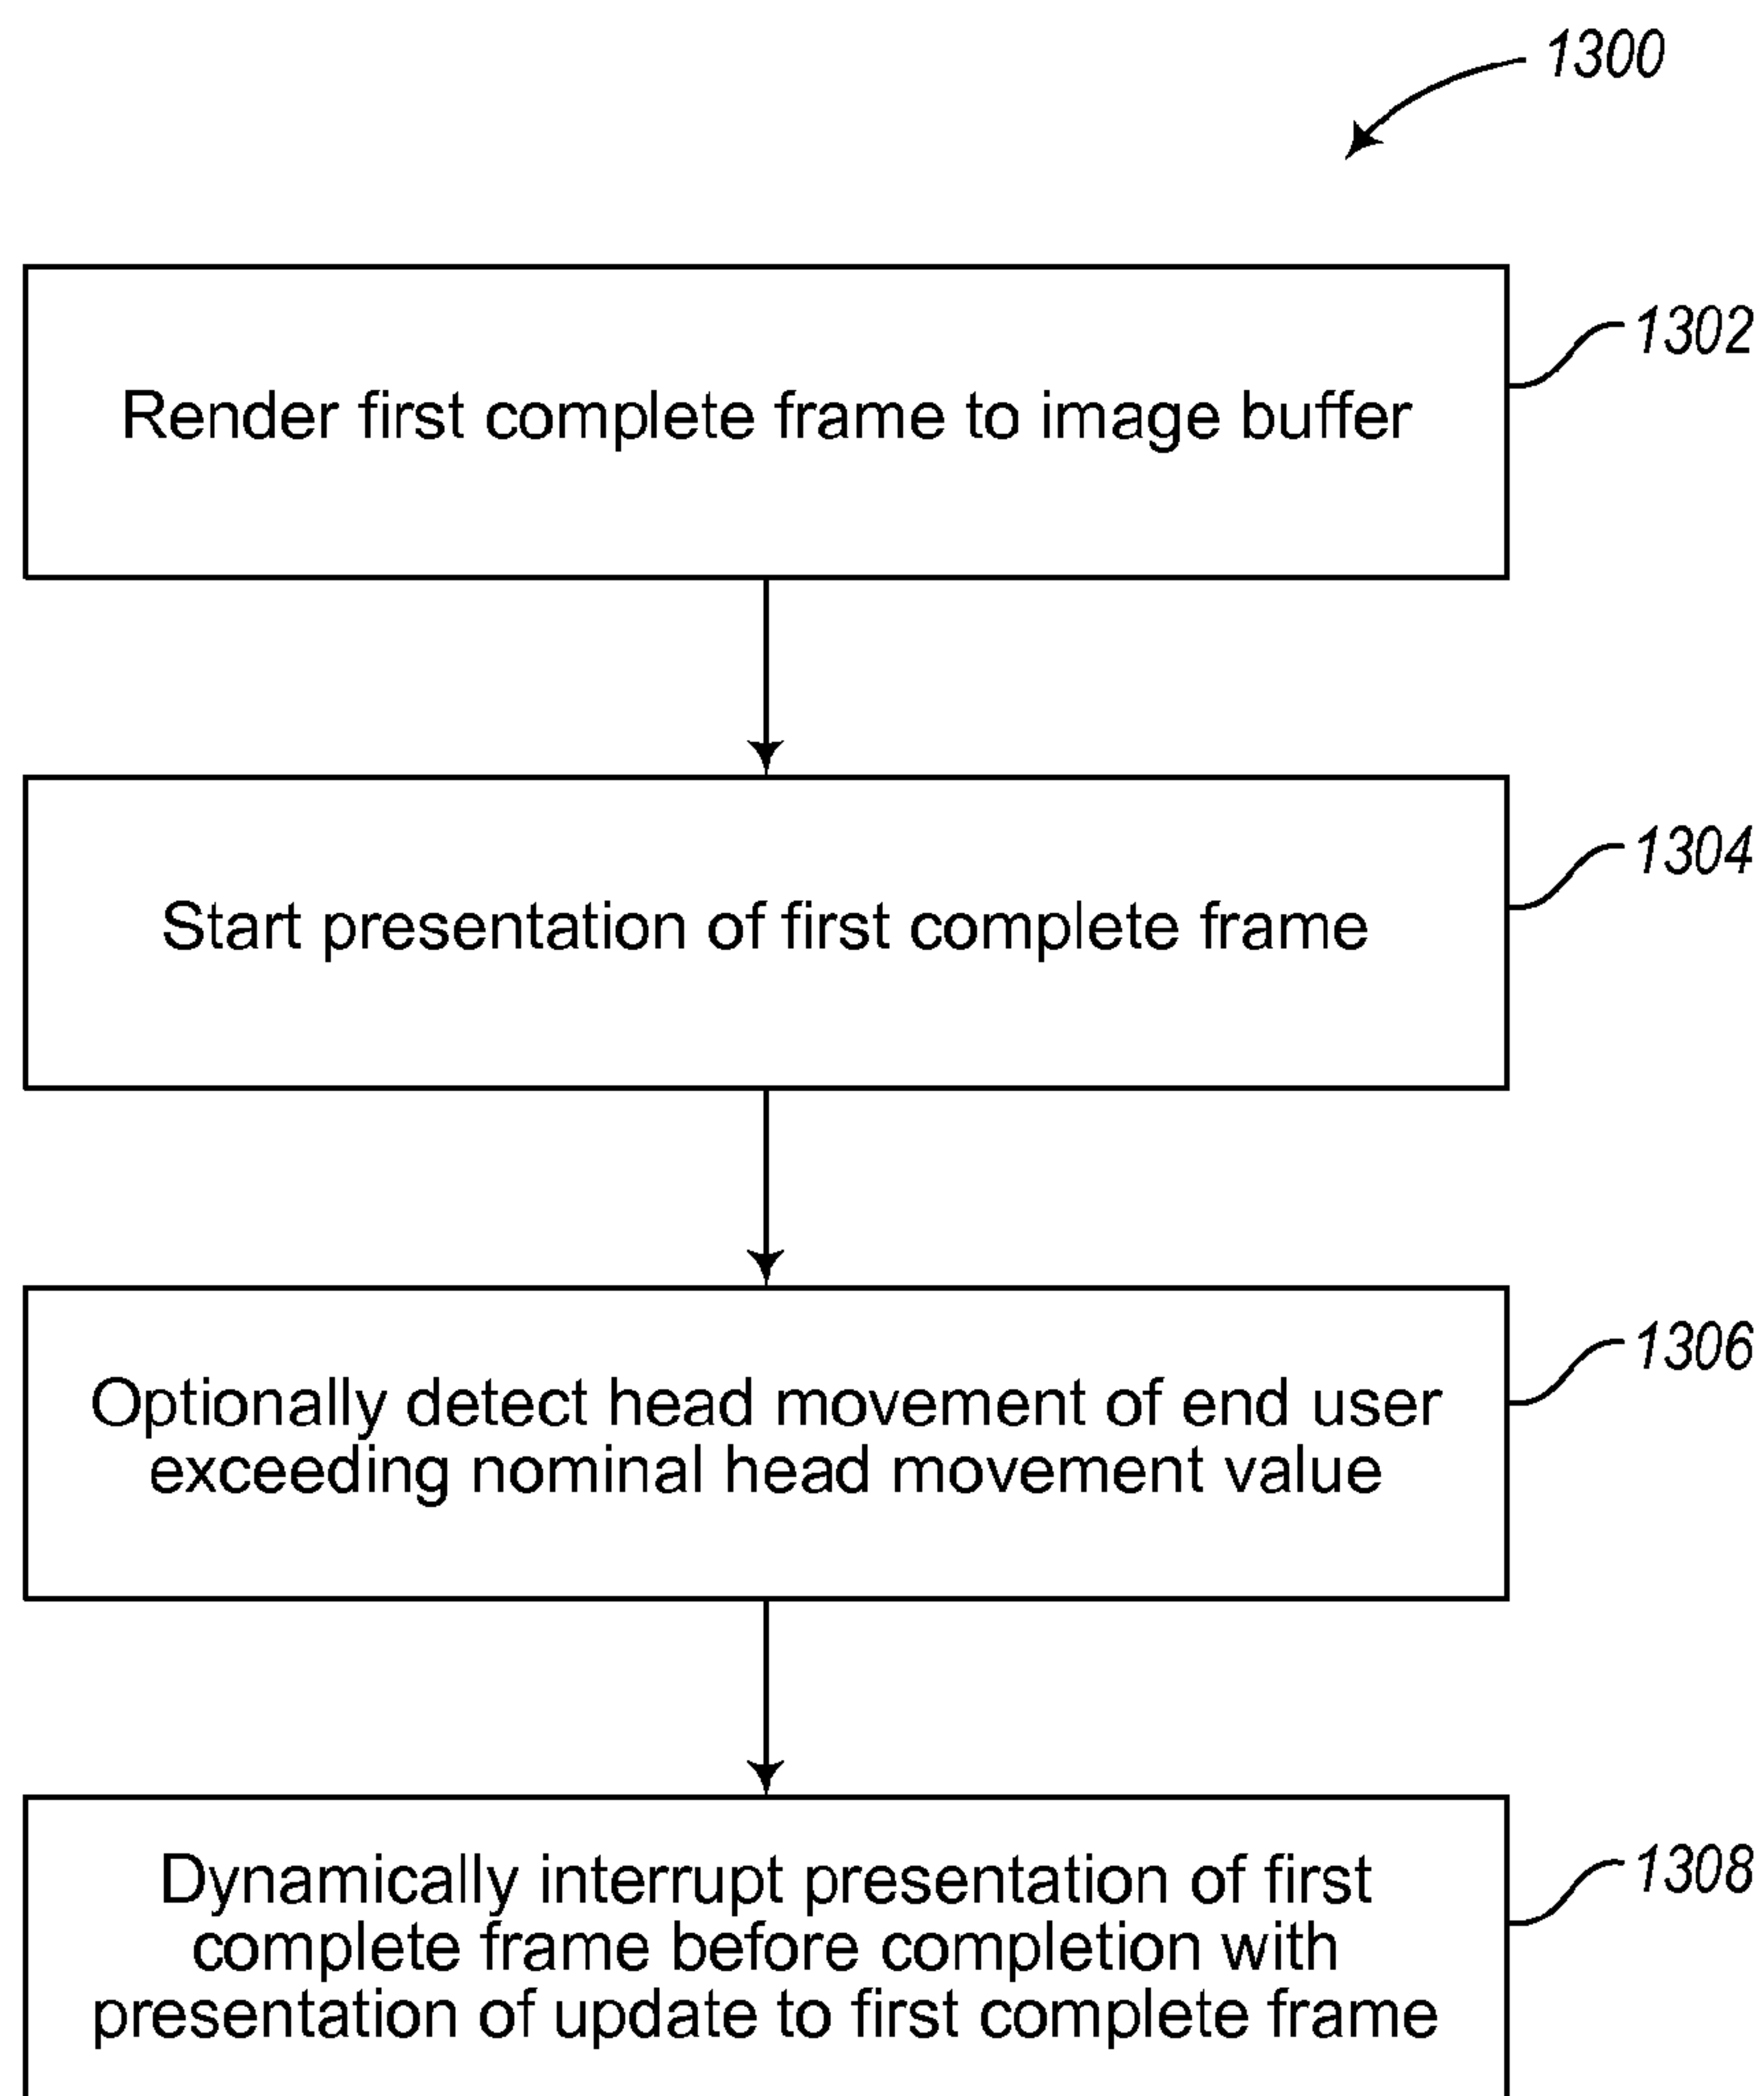 1300
Render first complete frame to image buffer
1302
Start presentation of first complete frame
1304
Optionally detect head movement of end user
exceeding nominal head movement value
1306
Dynamically interrupt presentation of first
complete frame before completion with
presentation of update to first complete frame
1308